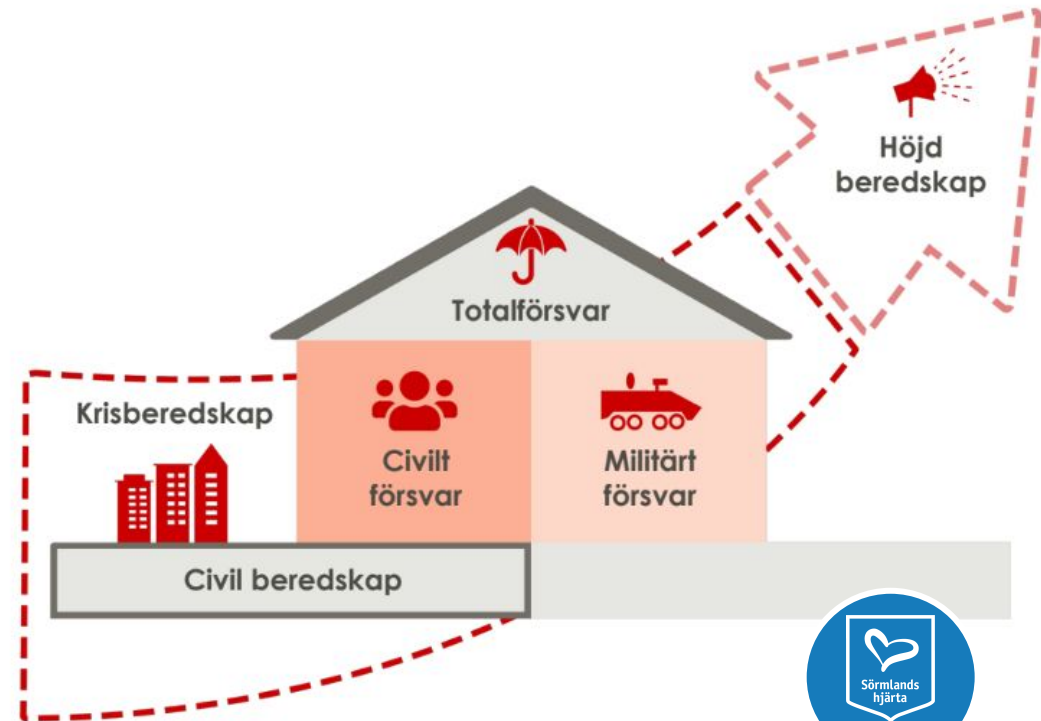 Höjd
beredskap
Totalförsvar
Krisberedskap
Civilt
försvar
Militärt
försvar
Civil beredskap
Sörmlands
hjärta